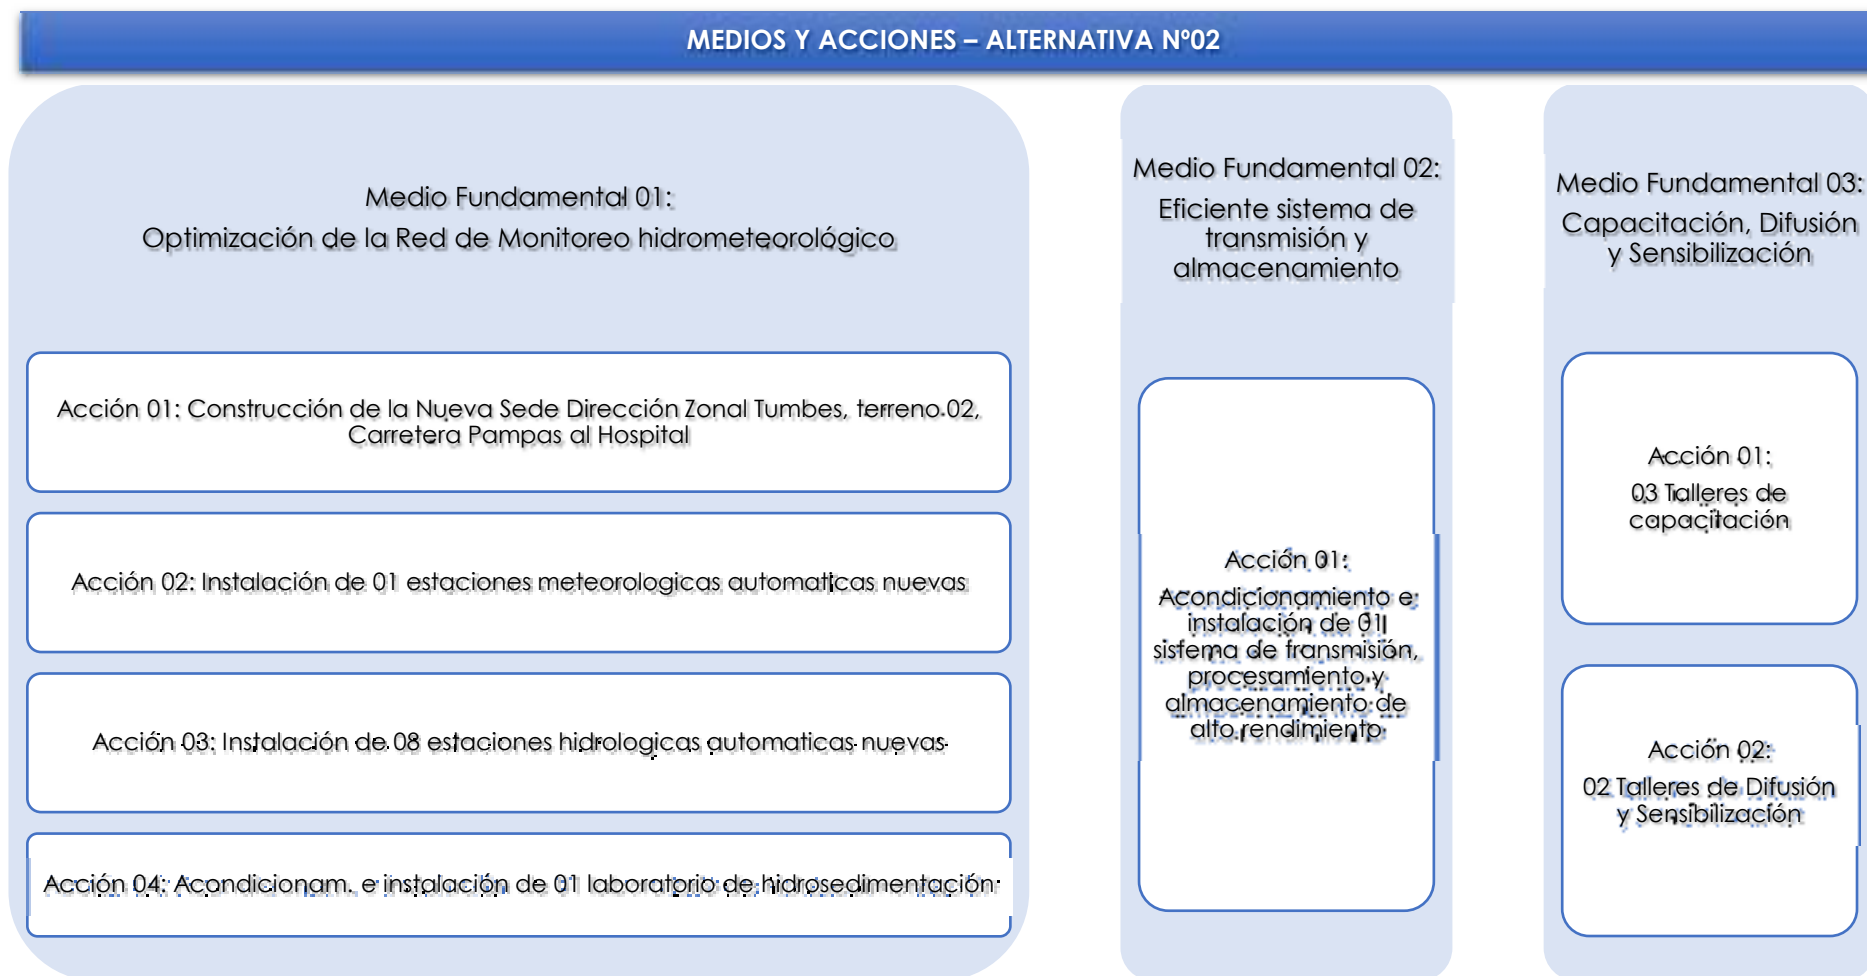 MEDIOS Y ACCIONES – ALTERNATIVA Nº02
Medio Fundamental 01:
Optimización de la Red de Monitoreo hidrometeorológico
Acción 01: Construcción de la Nueva Sede Dirección Zonal Tumbes, terreno 02,
Carretera Pampas al Hospital
Acción 02: Instalación de 01 estaciones meteorologicas automaticas nuevas
Acción 03: Instalación de 08 estaciones hidrologicas automaticas nuevas
Acción 04: Acondicionam. e instalación de 01 laboratorio de hidrosedimentación
Medio Fundamental 02:
Eficiente sistema de
transmisión y
almacenamiento
Acción 01:
Acondicionamiento e
instalación de 01
sistema de transmisión,
procesamiento y
almacenamiento de
alto rendimiento
Medio Fundamental 03:
Capacitación, Difusión
y Sensibilización
Acción 01:
03 Talleres de
capacitación
Acción 02:
02 Talleres de Difusión
y Sensibilización